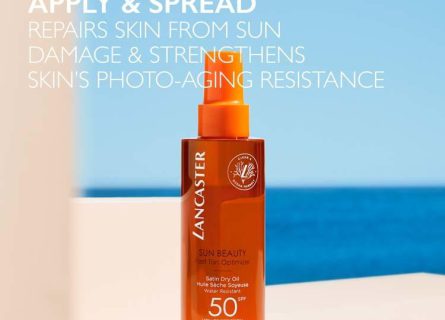 APPLY & SPREAD
REPAIRS SKIN FROM SUN
DAMAGE & STRENGTHENS
SKIN'S PHOTO-AGING RESISTANCE
LANCASTER
SUN BEAUTY
Tan Optimizer
Satin Dry Oil
Huile Sèche Soyeuse
Water Resistant
50 SPF